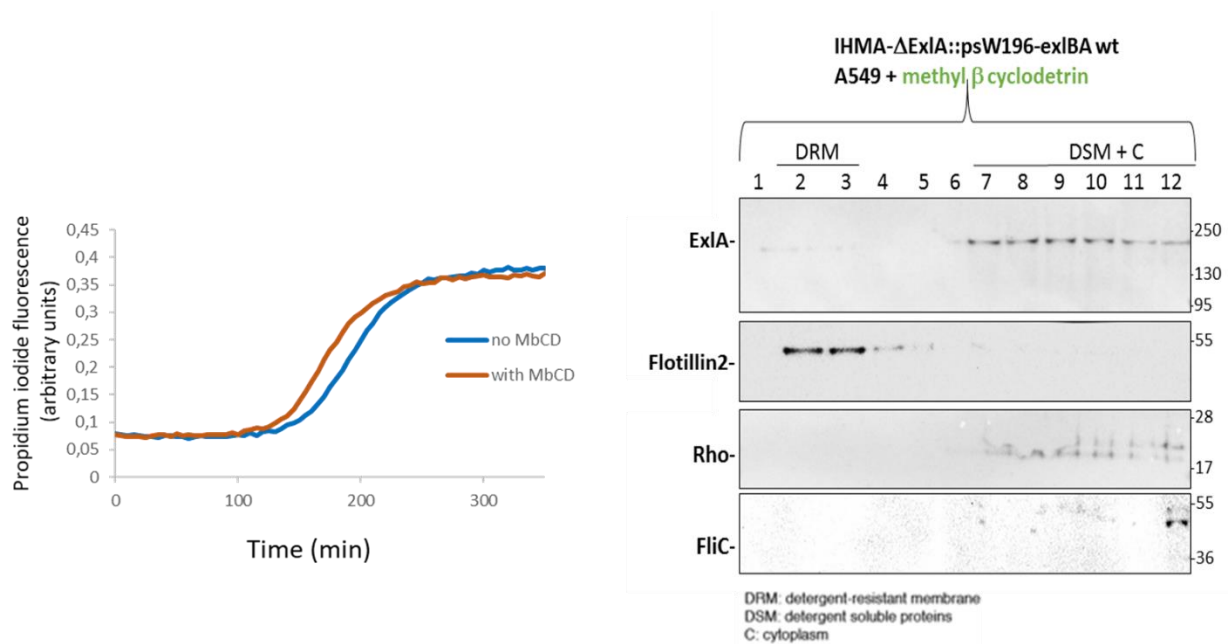 0,45
0,4
0,35
0,3
0,25
0,2
0,15
0,1
0,05
0
0 100 200 300
Propidium iodide fluorescence
(arbitrary units)
Time (min)
no MbCD
with MbCD
IHMA-ΔExlA::psW196-exlBA wt
A549 + methyl β cyclodetrin
DRM DSM + C
1 2 3 4 5 6 7 8 9 10 11 12
ExlA-
-250
-130
-95
Flotillin2-
-55
Rho-
-28
-17
FliC-
-55
-36
DRM: detergent-resistant membrane
DSM: detergent soluble proteins
C: cytoplasm